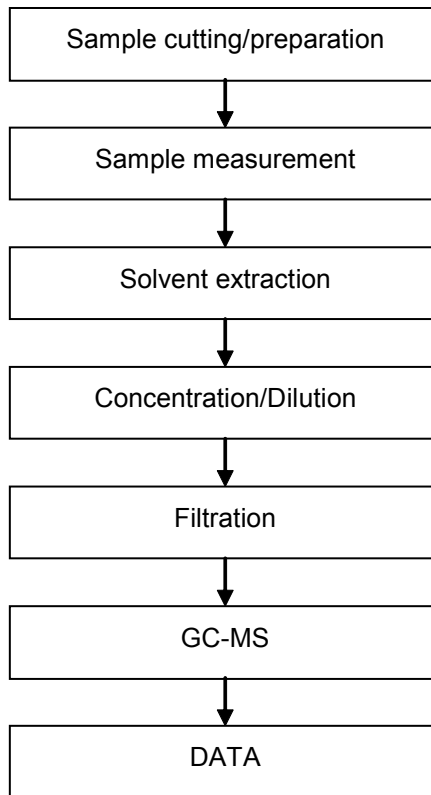 Sample cutting/preparation
Sample measurement
Solvent extraction
Concentration/Dilution
Filtration
GC-MS
DATA